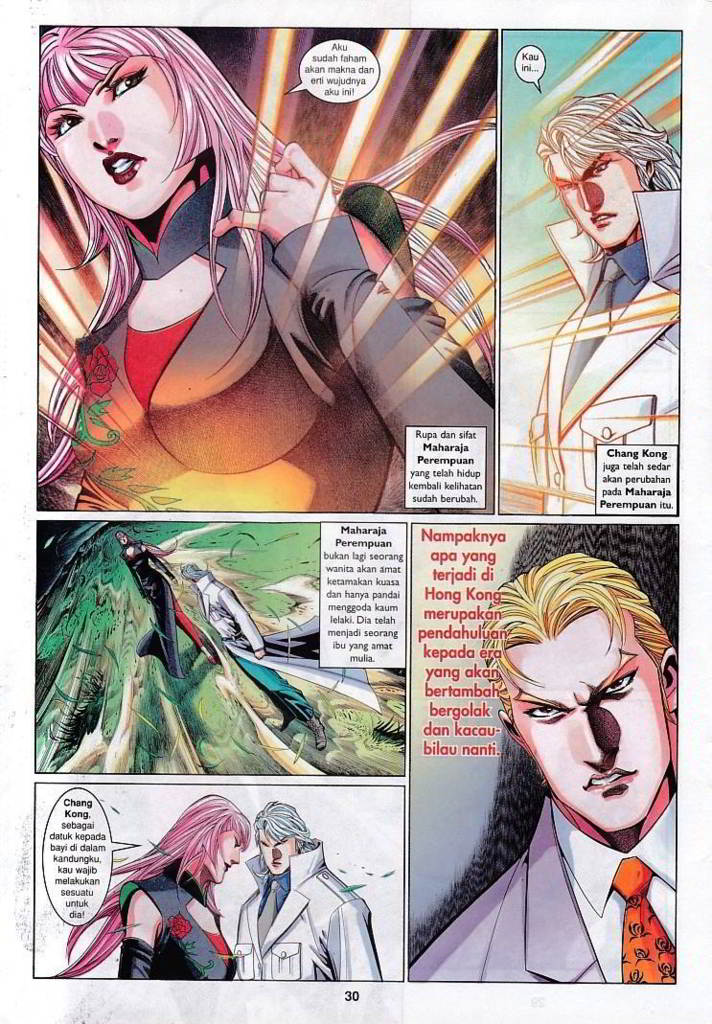 Aku
sudah faham
akan makna dan
erti wujudnya
aku ini!
Kau
ini...
Rupa dan sifat
Maharaja
Perempuan
yang telah hidup
kembali kelihatan
sudah berubah.
Chang Kong
juga telah sedar
akan perubahan
pada Maharaja
Perempuan itu.
Maharaja
Perempuan
bukan lagi seorang
wanita akan amat
ketamakan kuasa
dan hanya pandai
menggoda kaum
lelaki. Dia telah
menjadi seorang
ibu yang amat
mulia.
Nampaknya
apa yang
terjadi di
Hong Kong
merupakan
pendahuluan
kepada era
yang akan
bertambah
bergolak
dan kacau-
bilau nanti.
Chang
Kong,
sebagai
datuk kepada
bayi di dalam
kandungku,
kau wajib
melakukan
sesuatu
untuk
dia!
30